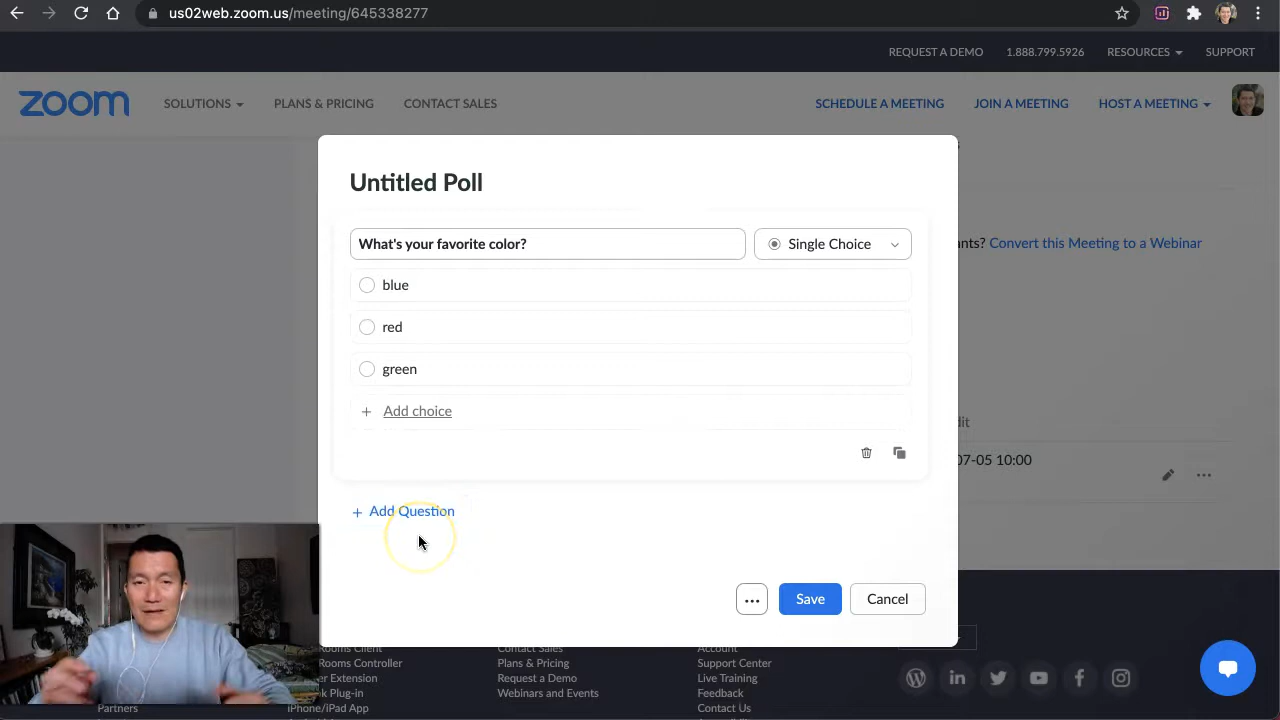 us02web.zoom.us/meeting/645338277
REQUEST A DEMO 1.888.799.5926 RESOURCES SUPPORT
zoom SOLUTIONS PLANS & PRICING CONTACT SALES SCHEDULE A MEETING JOIN A MEETING HOST A MEETING
Untitled Poll
What's your favorite color? Single Choice
ants? Convert this Meeting to a Webinar
blue
red
green
+ Add choice
dit
07-05 10:00
+ Add Question
... Save Cancel
Rooms Client Contact Sales Account
Rooms Controller Plans & Pricing Support Center
er Extension Request a Demo Live Training
k Plug-in Webinars and Events Feedback
iPhone/iPad App Contact Us
Partners